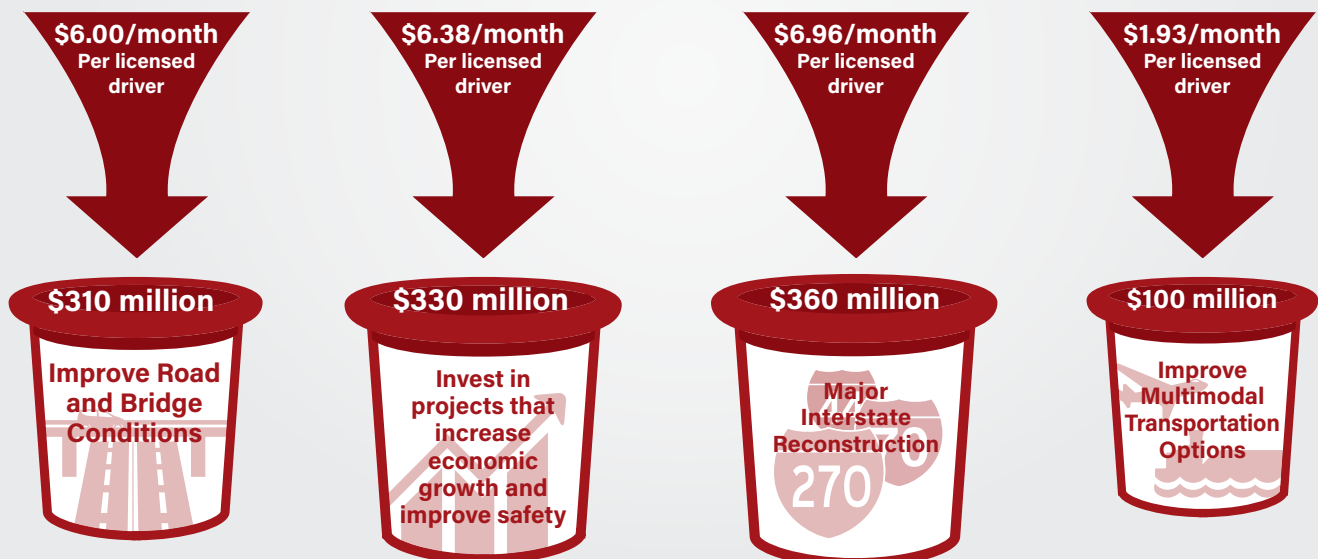 $6.00/month
Per licensed
driver
$310 million
Improve Road
and Bridge
Conditions
$6.38/month
Per licensed
driver
$330 million
Invest in
projects that
increase
economic
growth and
improve safety
$6.96/month
Per licensed
driver
$360 million
44
Major
Interstate
Reconstruction
70
270
$1.93/month
Per licensed
driver
$100 million
Improve
Multimodal
Transportation
Options